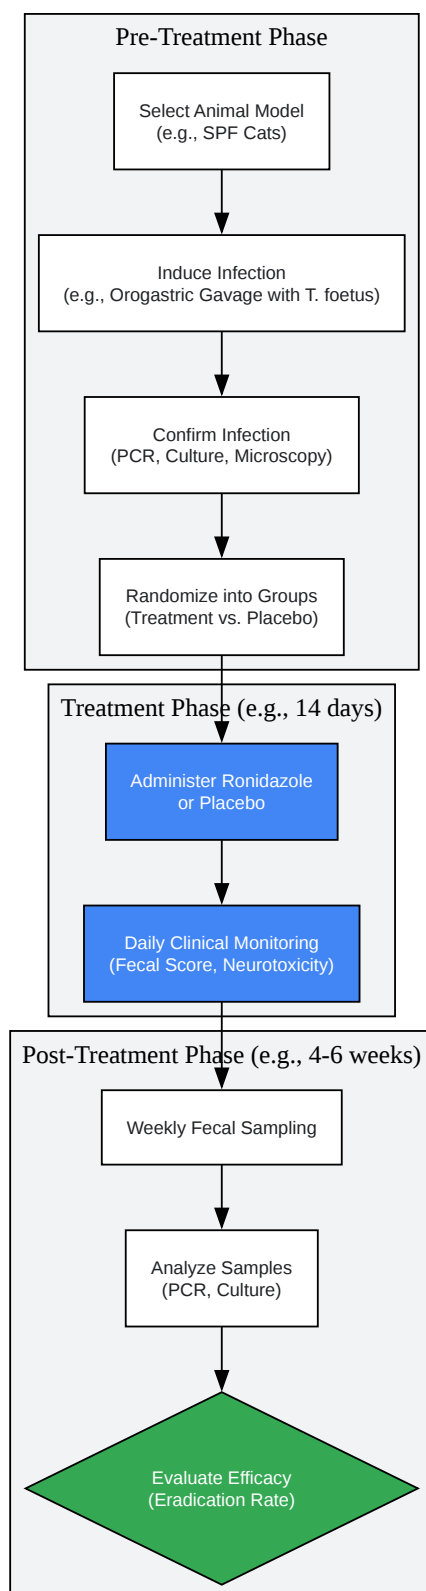 Pre-Treatment Phase
Select Animal Model
(e.g., SPF Cats)
Induce Infection
(e.g., Orogastric Gavage with T. foetus)
Confirm Infection
(PCR, Culture, Microscopy)
Randomize into Groups
(Treatment vs. Placebo)
Treatment Phase (e.g., 14 days)
Administer Ronidazole
or Placebo
Daily Clinical Monitoring
(Fecal Score, Neurotoxicity)
Post-Treatment Phase (e.g., 4-6 weeks)
Weekly Fecal Sampling
Analyze Samples
(PCR, Culture)
Evaluate Efficacy
(Eradication Rate)